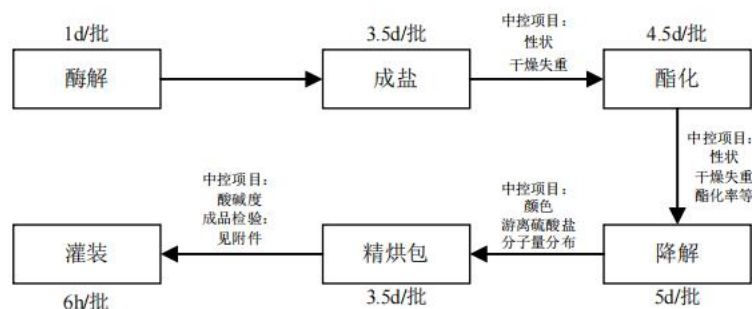 1d/批
酶解
3.5d/批
成盐
中控项目：
性状
干燥失重
4.5d/批
酯化
中控项目：
性状
干燥失重
酯化率等
降解
5d/批
中控项目：
颜色
游离硫酸盐
分子量分布
精烘包
3.5d/批
中控项目：
酸碱度
成品检验：
见附件
灌装
6h/批